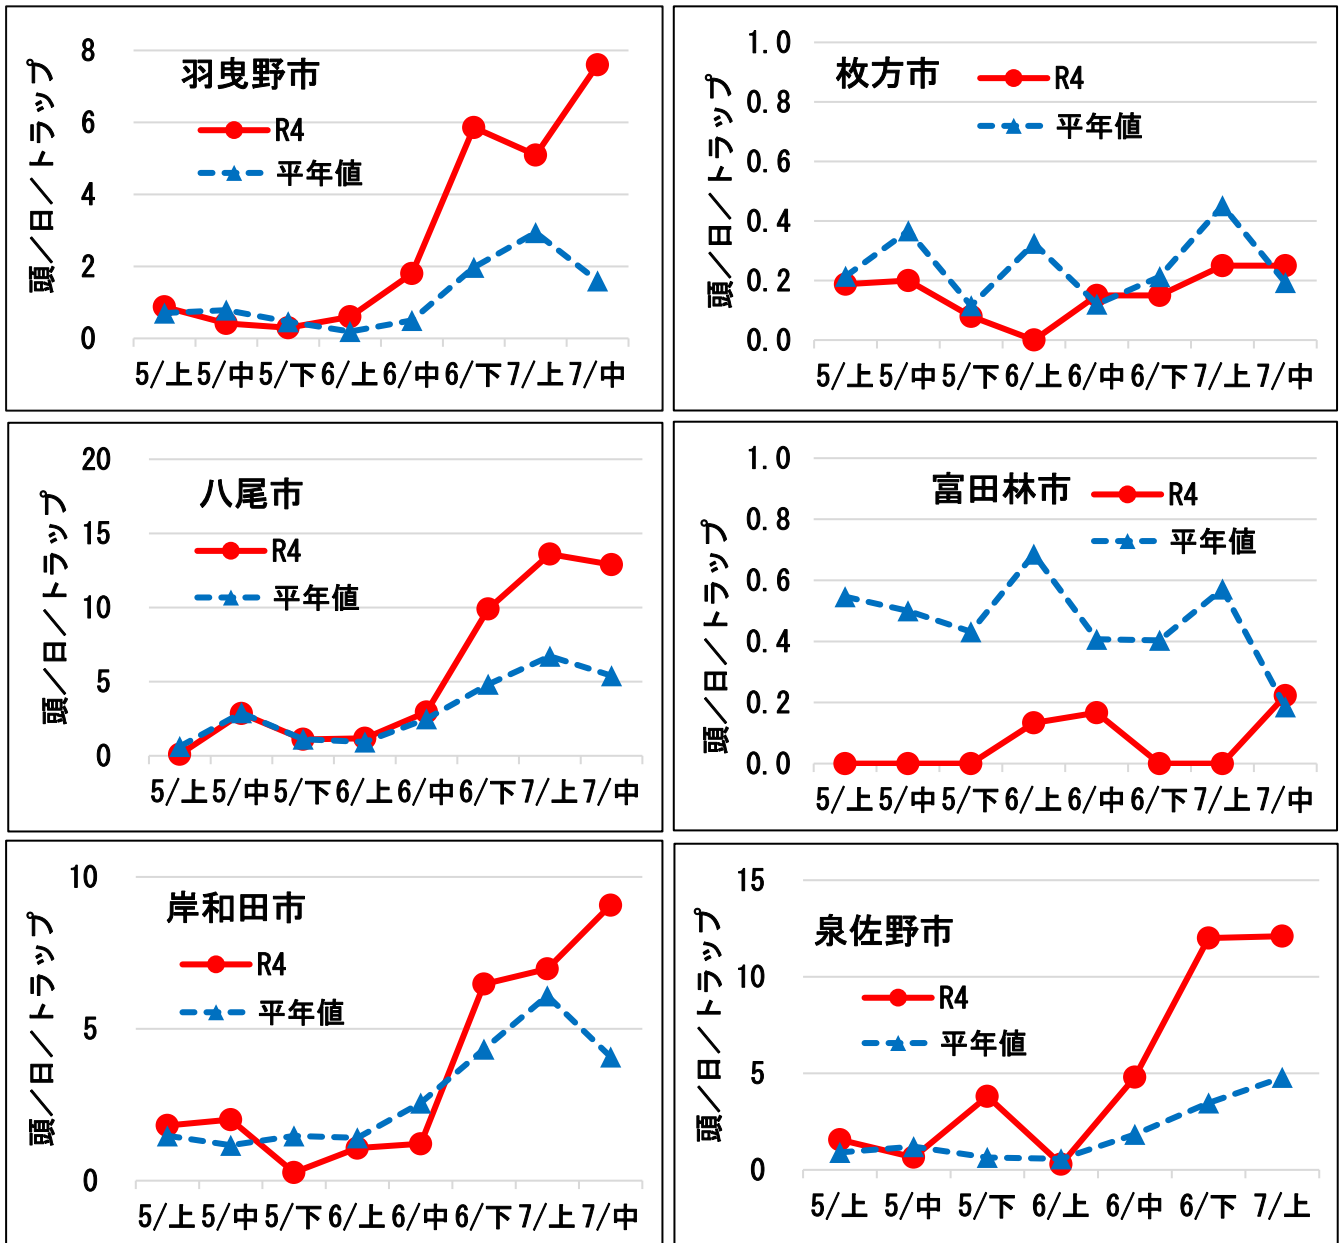 羽曳野市
R4
平年値
頭／日／トラップ
8
6
4
2
0
5/上 5/中 5/下 6/上 6/中 6/下 7/上 7/中
枚方市
R4
平年値
頭／日／トラップ
1.0
0.8
0.6
0.4
0.2
0.0
5/上 5/中 5/下 6/上 6/中 6/下 7/上 7/中
八尾市
R4
平年値
頭／日／トラップ
20
15
10
5
0
5/上 5/中 5/下 6/上 6/中 6/下 7/上 7/中
富田林市
R4
平年値
頭／日／トラップ
1.0
0.8
0.6
0.4
0.2
0.0
5/上 5/中 5/下 6/上 6/中 6/下 7/上 7/中
岸和田市
R4
平年値
頭／日／トラップ
10
5
0
5/上 5/中 5/下 6/上 6/中 6/下 7/上 7/中
泉佐野市
R4
平年値
頭／日／トラップ
15
10
5
0
5/上 5/中 5/下 6/上 6/中 6/下 7/上